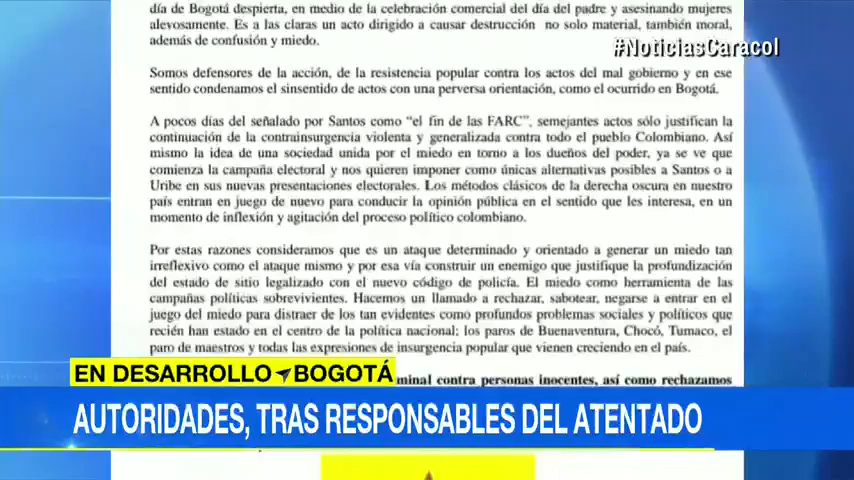 día de Bogotá despierta, en medio de la celebración comercial del día del padre y asesinando mujeres
alevosamente. Es a las claras un acto dirigido a causar destrucción no solo material, también moral,
además de confusión y miedo.
#NoticiasCaracol
Somos defensores de la acción, de la resistencia popular contra los actos del mal gobierno y en ese
sentido condenamos el sinsentido de actos con una perversa orientación, como el ocurrido en Bogotá.
A pocos días del señalado por Santos como “el fin de las FARC”, semejantes actos sólo justifican la
continuación de la contrainsurgencia violenta y generalizada contra todo el pueblo Colombiano. Así
mismo la idea de una sociedad unida por el miedo en torno a los dueños del poder, ya se ve que
comienza la campaña electoral y nos quieren imponer como únicas alternativas posibles a Santos o a
Uribe en sus nuevas presentaciones electorales. Los métodos clásicos de la derecha oscura en nuestro
país entran en juego de nuevo para conducir la opinión pública en el sentido que les interesa, en un
momento de inflexión y agitación del proceso político colombiano.
Por estas razones consideramos que es un ataque determinado y orientado a generar un miedo tan
irreflexivo como el ataque mismo y por esa vía construir un enemigo que justifique la profundización
del estado de sitio legalizado con el nuevo código de policía. El miedo como herramienta de las
campañas políticas sobrevivientes. Hacemos un llamado a rechazar, sabotear, negarse a entrar en el
juego del miedo para distraer de los tan evidentes como profundos problemas sociales y políticos que
recién han estado en el centro de la política nacional; los paros de Buenaventura, Chocó, Tumaco, el
paro de maestros y todas las expresiones de insurgencia popular que vienen creciendo en el país.
EN DESARROLLO BOGOTÁ
minal contra personas inocentes, así como rechazamos
AUTORIDADES, TRAS RESPONSABLES DEL ATENTADO